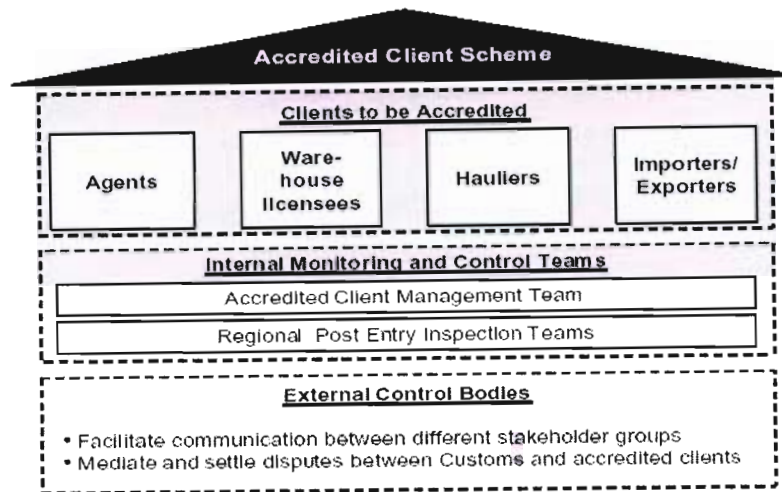 Accredited Client Scheme
Clients to be Accredited
Agents
Ware-
house
licensees
Hauliers
Importers/
Exporters
Internal Monitoring and Control Teams
Accredited Client Management Team
Regional Post Entry Inspection Teams
External Control Bodies
• Facilitate communication between different stakeholder groups
• Mediate and settle disputes between Customs and accredited clients